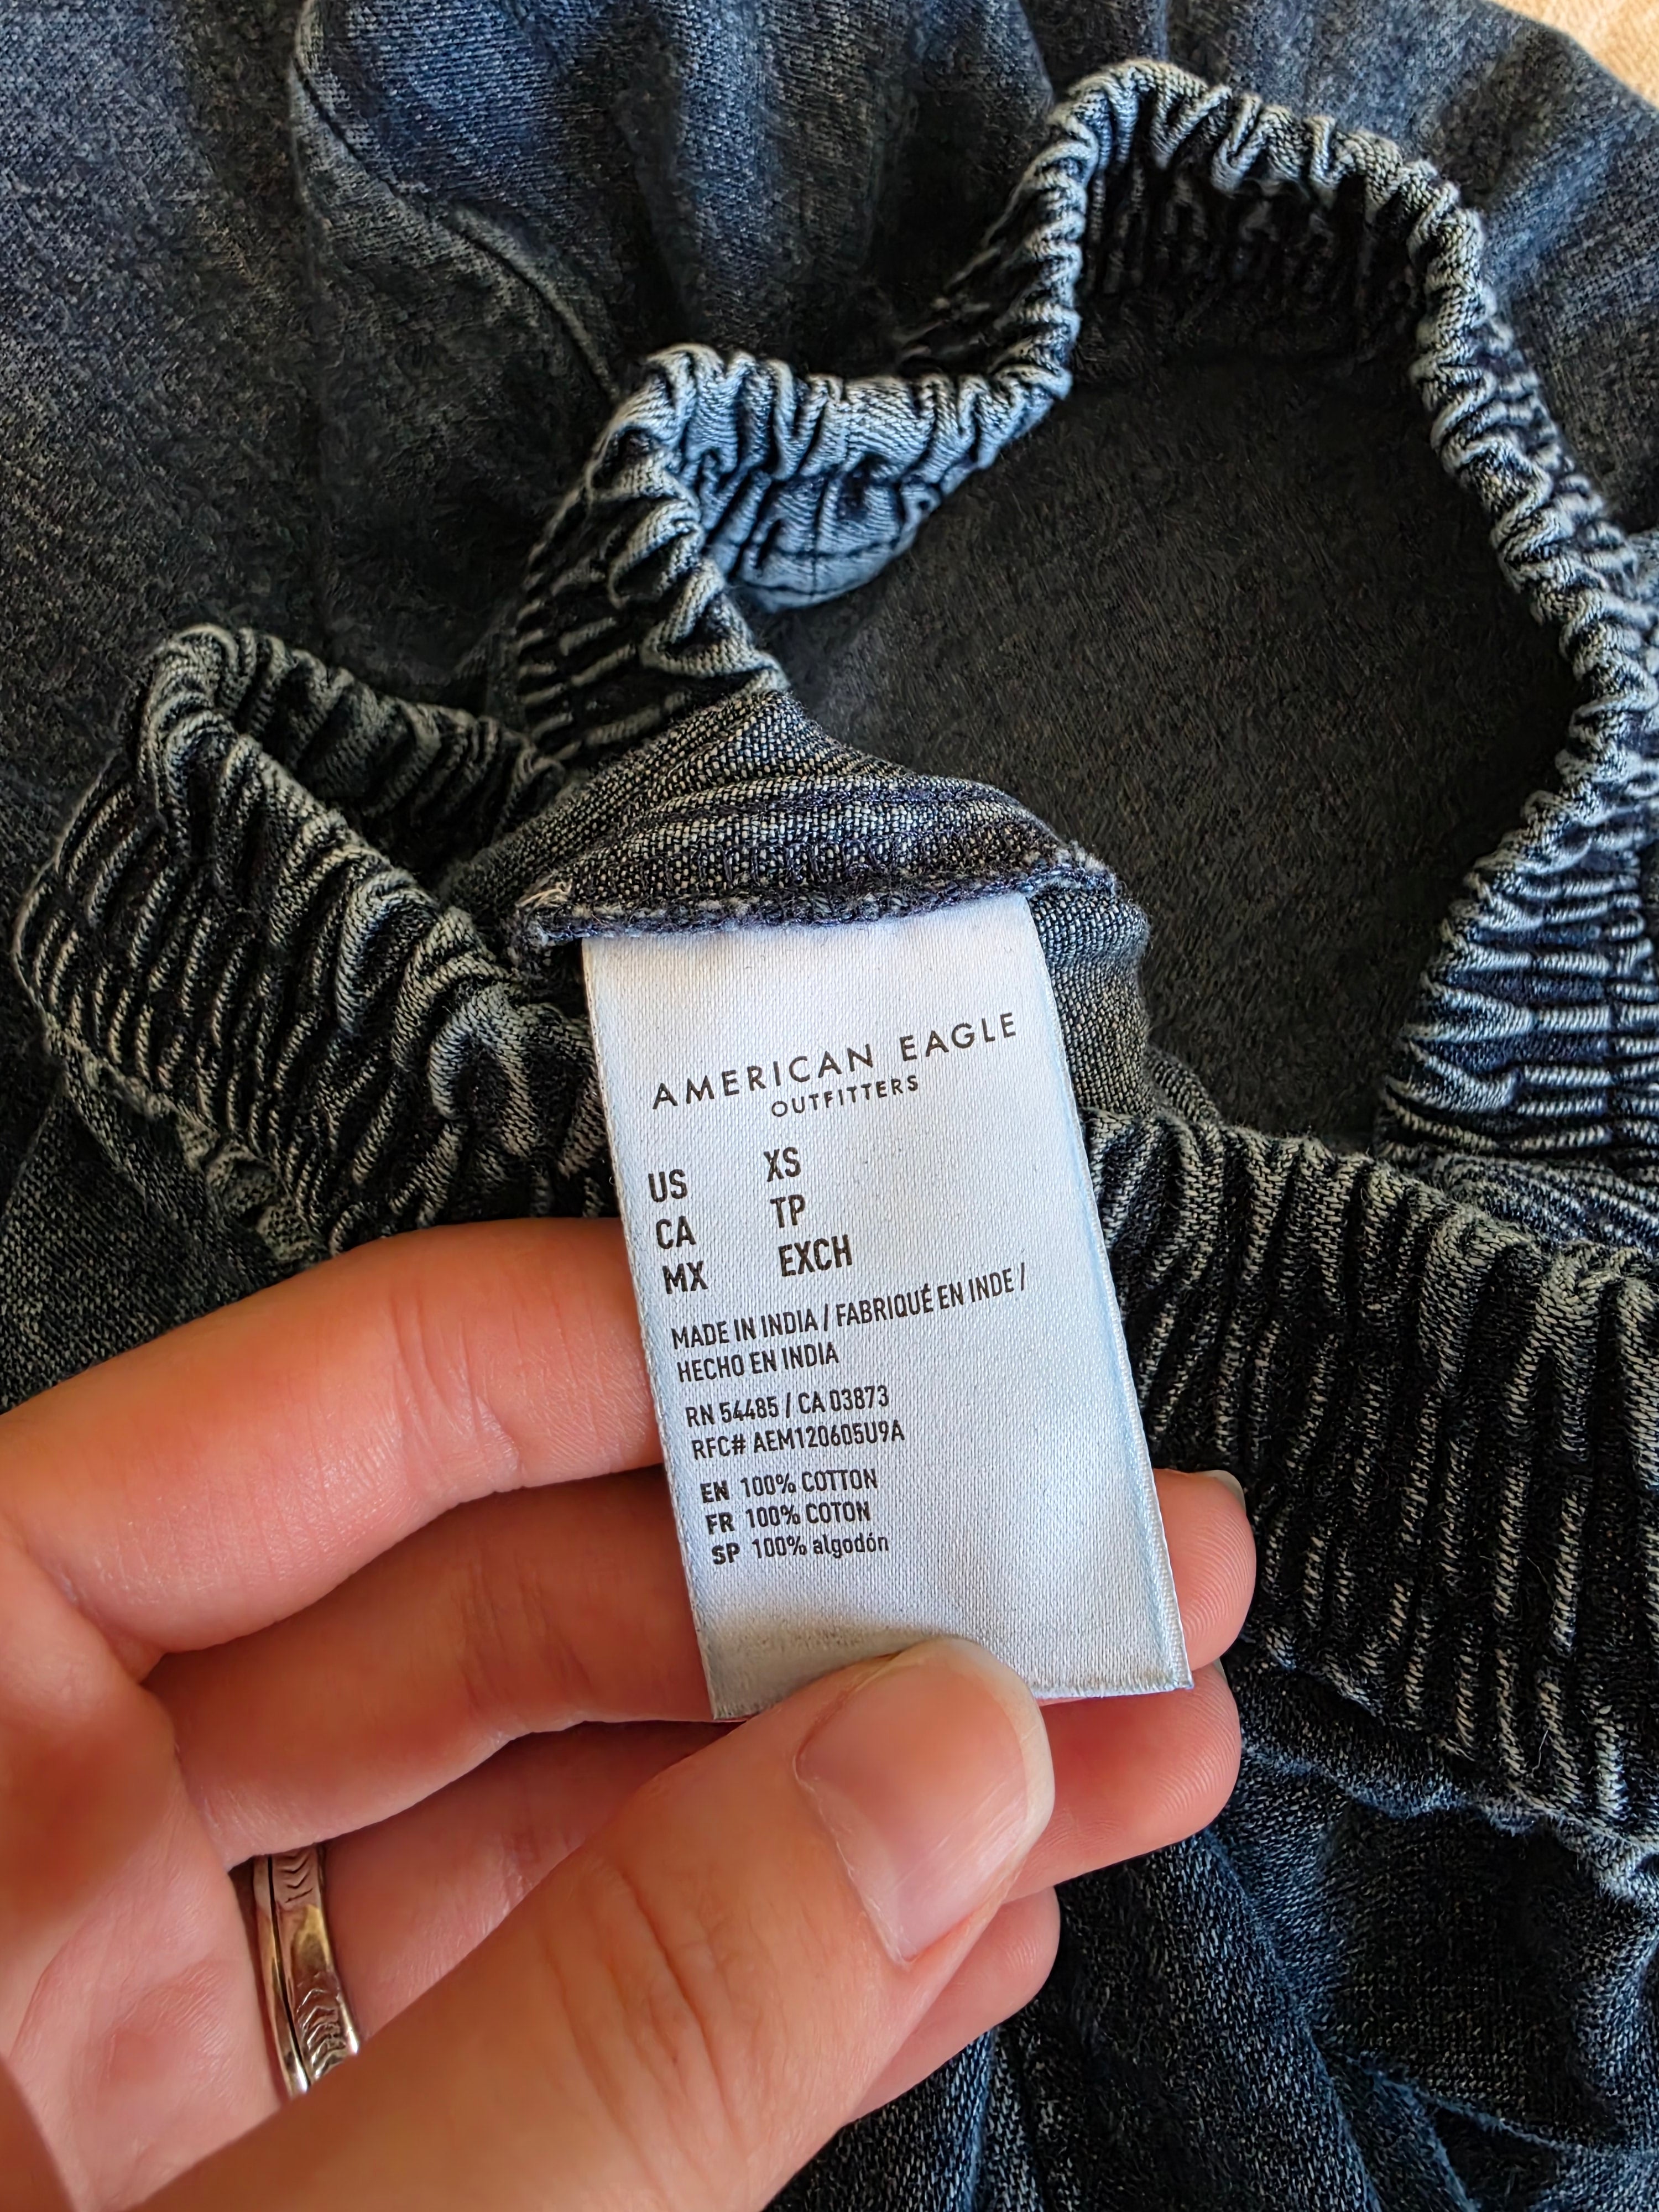 AMERICAN EAGLE
OUTFITTERS
US XS
CA TP
MX EXCH
MADE IN INDIA / FABRIQUÉ EN INDE /
HECHO EN INDIA
RN 54485 / CA 03873
RFC# AEM120605U9A
EN 100% COTTON
FR 100% COTON
SP 100% algodón